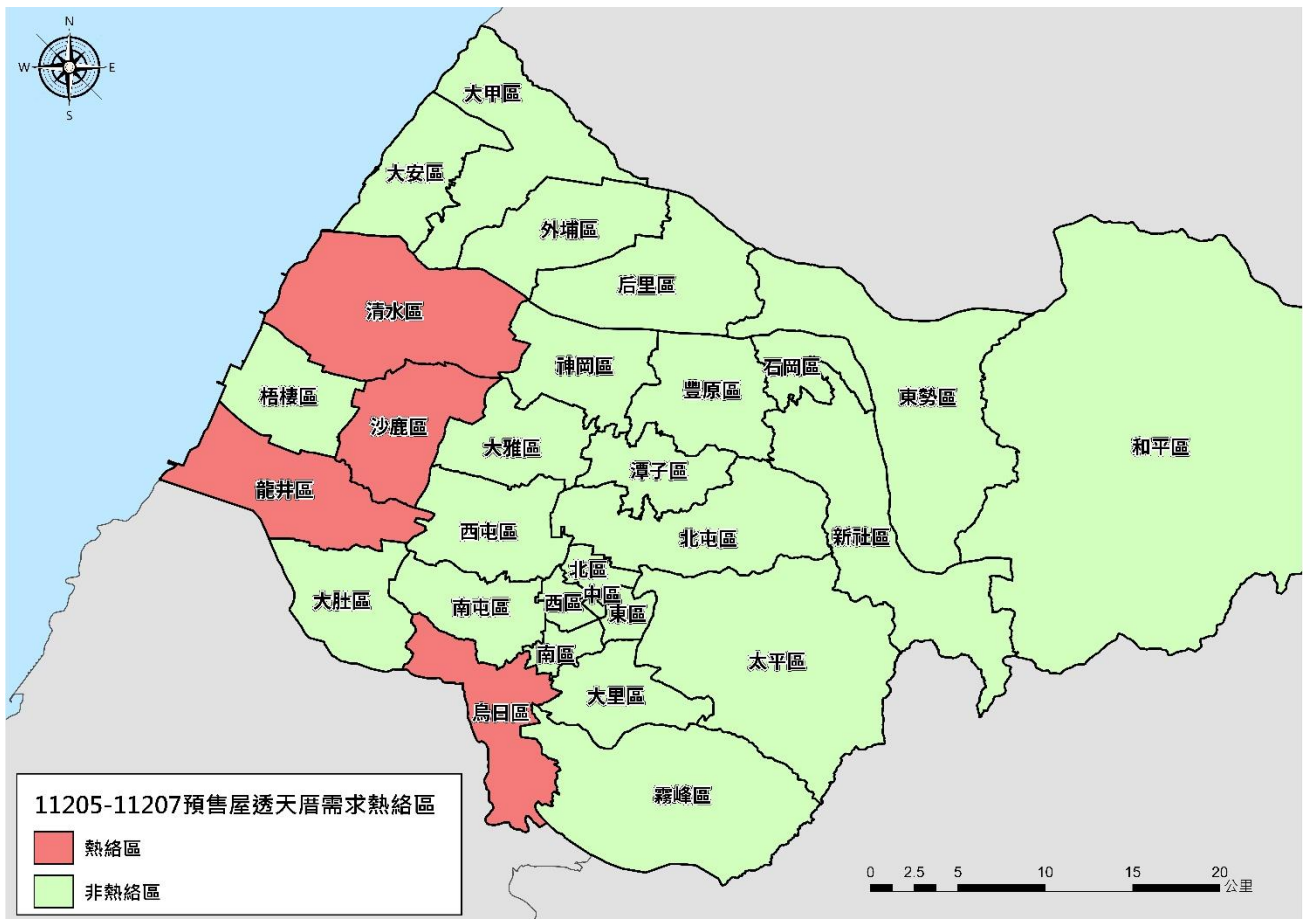 N
W E
S
大甲區
大安區
外埔區
后里區
清水區
神岡區
石岡區
豐原區
東勢區
梧棲區
沙鹿區
和平區
大雅區
潭子區
龍井區
西屯區
北屯區
新社區
北區
中區
西區
東區
大肚區
南屯區
南區
太平區
大里區
烏日區
霧峰區
11205-11207預售屋透天厝需求熱絡區
熱絡區
非熱絡區
0 2.5 5 10 15 20
公里